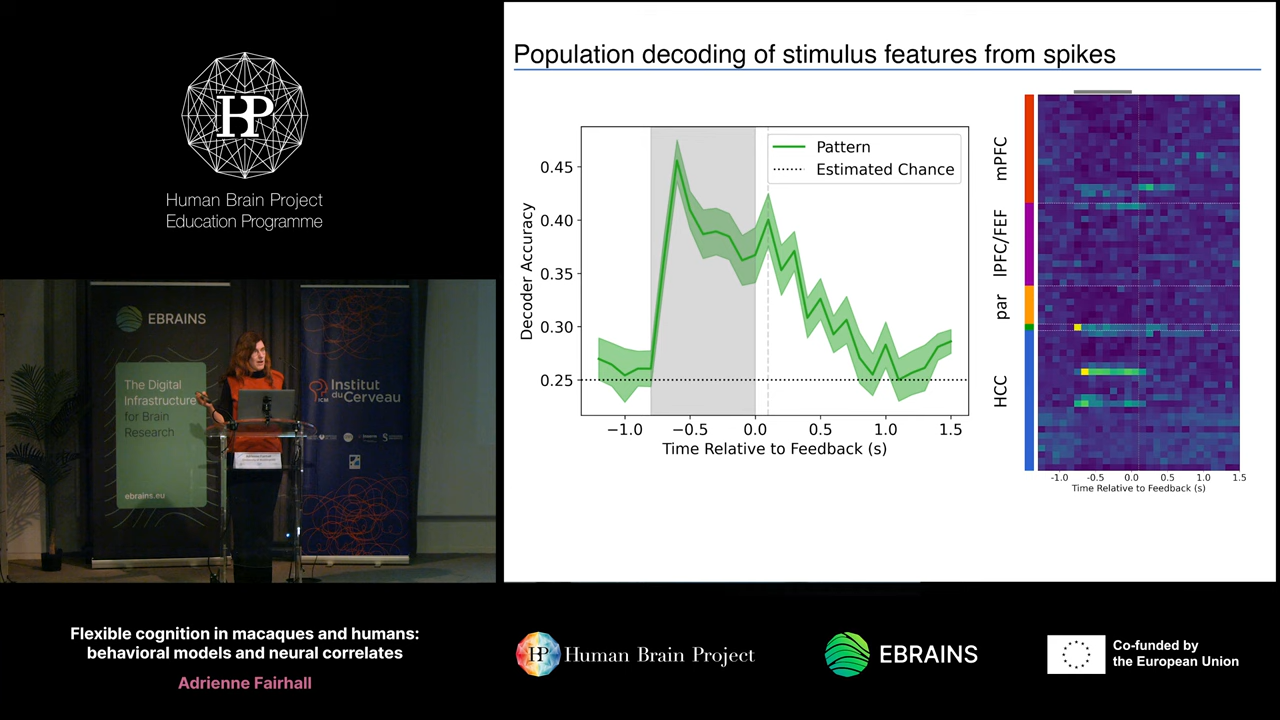 HP
Human Brain Project
Education Programme
EBRAINS
The Digital
Infrastructure
for Brain
Research
ebrains.eu
Institut
du Cerveau
ICM
Flexible cognition in macaques and humans:
behavioral models and neural correlates
Adrienne Fairhall
Population decoding of stimulus features from spikes
Pattern
Estimated Chance
Decoder Accuracy
0.45
0.40
0.35
0.30
0.25
−1.0 −0.5 0.0 0.5 1.0 1.5
Time Relative to Feedback (s)
mPFC
lPFC/FEF
par
HCC
-1.0 -0.5 0.0 0.5 1.0 1.5
Time Relative to Feedback (s)
HP Human Brain Project
EBRAINS
Co-funded by
the European Union